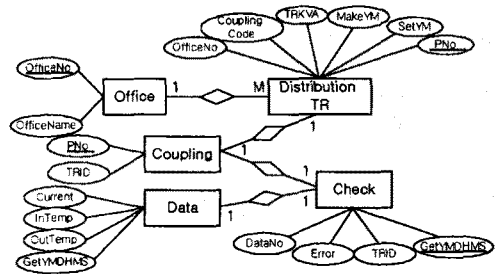 Coupling
Code
TRKVA
MakeYM
SetYM
OfficeNo
PNo
OfficeNo
Office
1
M
Distribution
TR
OfficeName
PNo
1
Coupling
1
TRID
1
Check
Current
Data
1
1
InTemp
OutTemp
GetYMDHMS
DataNo
Error
TRID
GetYMDHMS